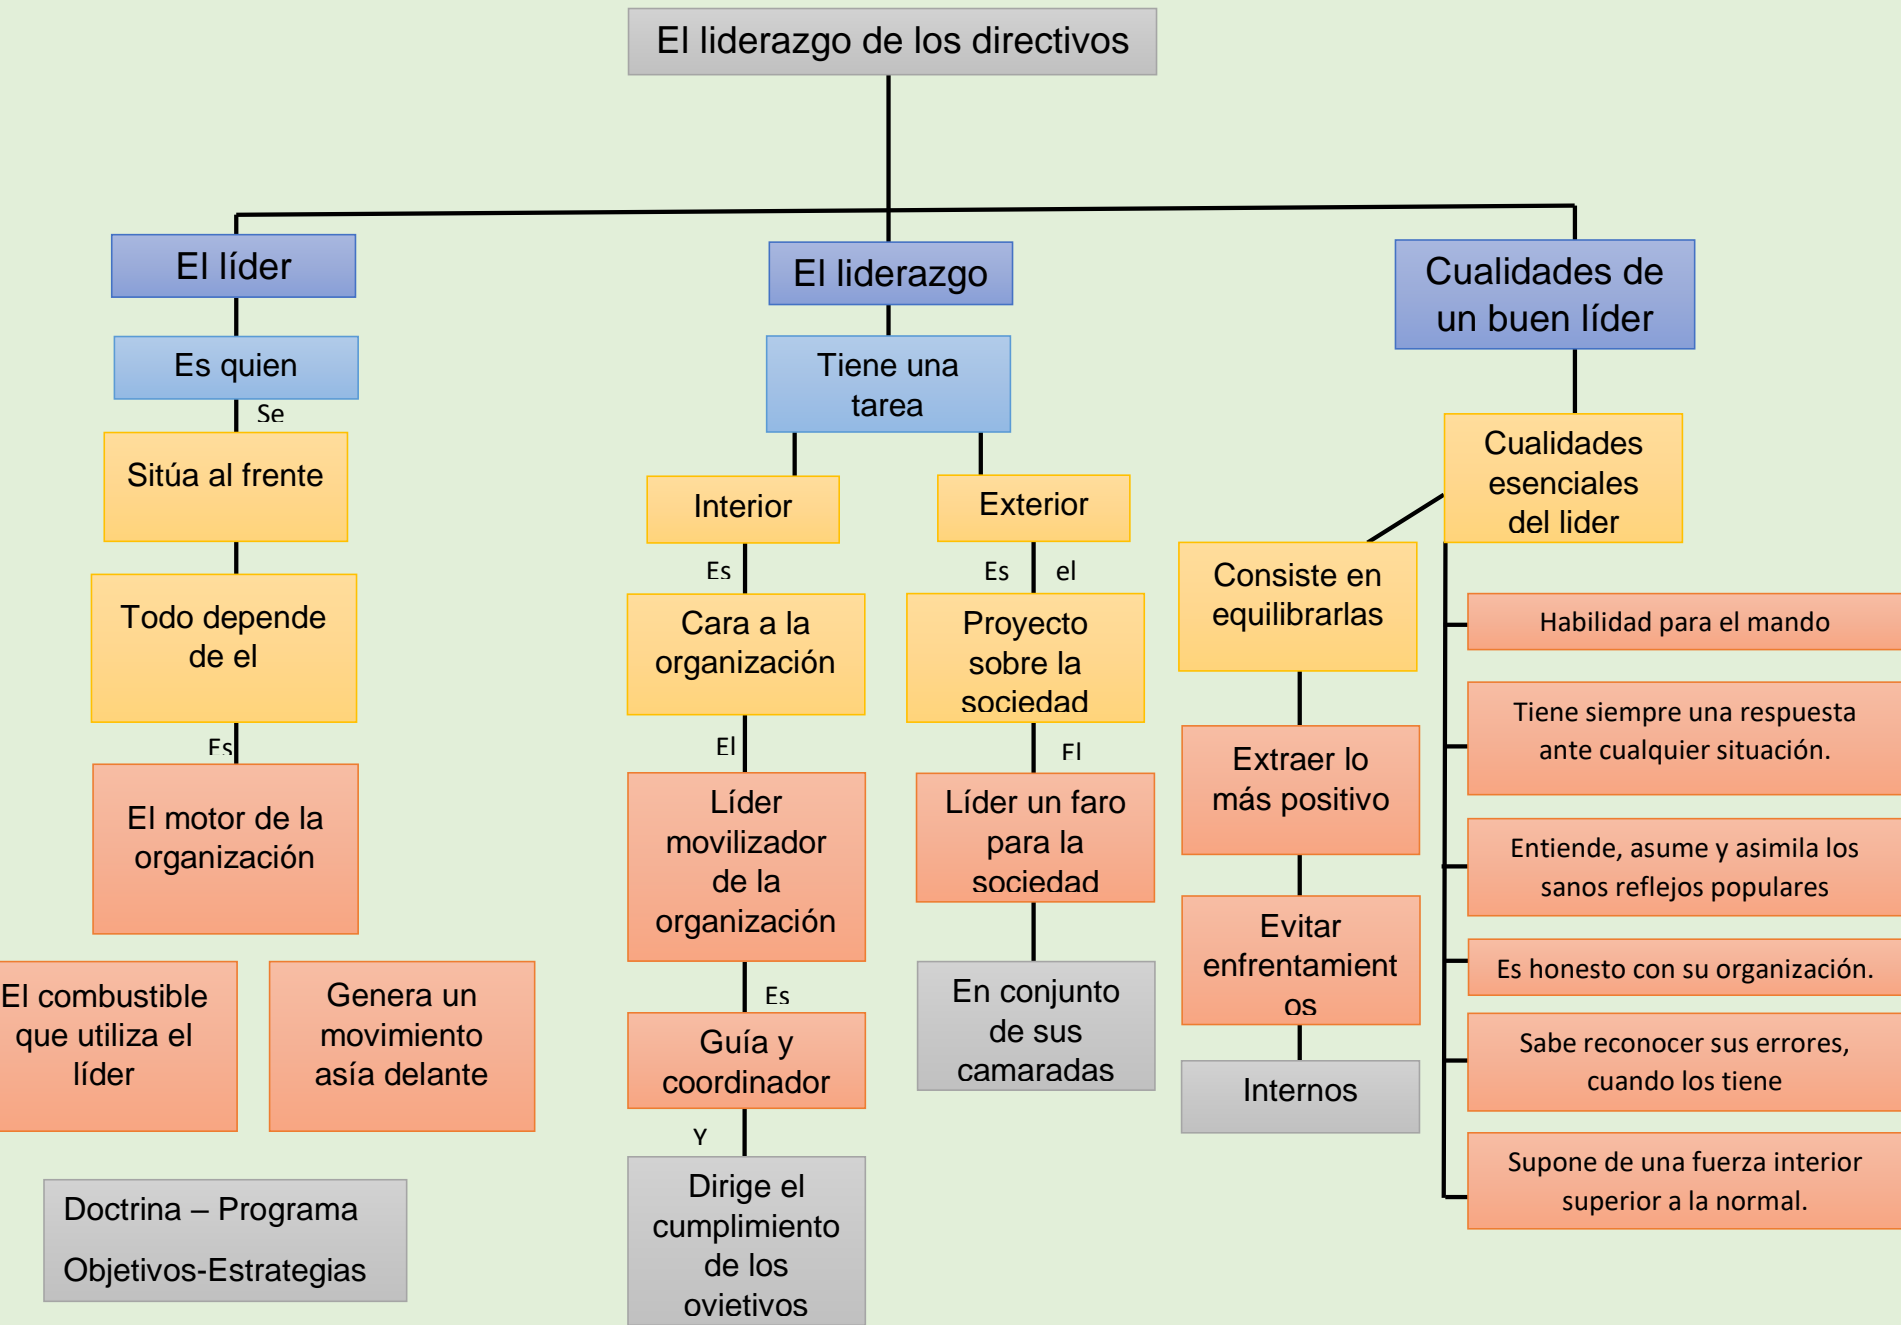 El liderazgo de los directivos
El líder
Es quien
Se
Sitúa al frente
Todo depende
de el
Es
El motor de la
organización
El combustible
que utiliza el
líder
Genera un
movimiento
asía delante
Doctrina – Programa
Objetivos-Estrategias
El liderazgo
Tiene una
tarea
Interior
Es
Cara a la
organización
El
Líder
movilizador
de la
organización
Es
Guía y
coordinador
Y
Dirige el
cumplimiento
de los
ovietivos
Exterior
Es el
Proyecto
sobre la
sociedad
El
Líder un faro
para la
sociedad
En conjunto
de sus
camaradas
Cualidades de
un buen líder
Cualidades
esenciales
del lider
Consiste en
equilibrarlas
Extraer lo
más positivo
Evitar
enfrentamient
os
Internos
Habilidad para el mando
Tiene siempre una respuesta
ante cualquier situación.
Entiende, asume y asimila los
sanos reflejos populares
Es honesto con su organización.
Sabe reconocer sus errores,
cuando los tiene
Supone de una fuerza interior
superior a la normal.